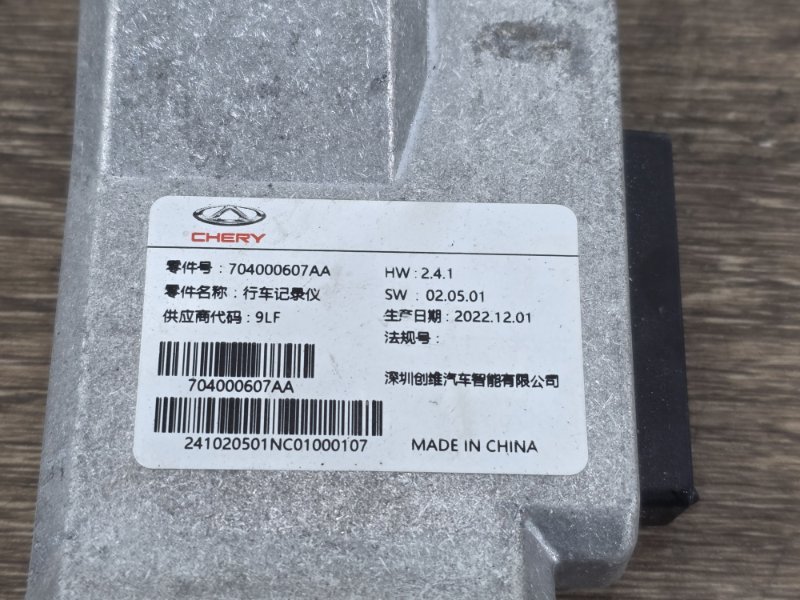 CHERY
零件号：704000607AA
HW：2.4.1
零件名称：行车记录仪
SW ：02.05.01
供应商代码：9LF
生产日期：2022.12.01
法规号：
704000607AA
深圳创维汽车智能有限公司
241020501NC01000107
MADE IN CHINA